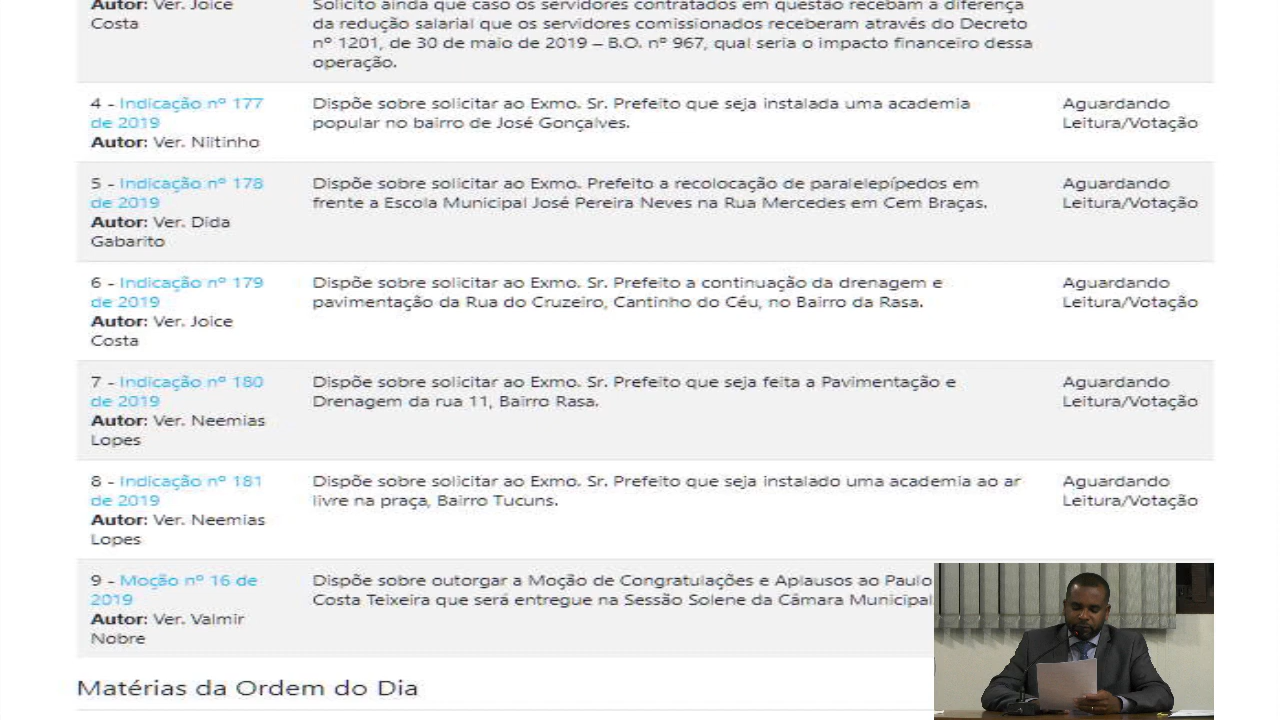 Autor: Ver. Joice
Costa
Solicito ainda que caso os servidores contratados em questão recebam a diferença
da redução salarial que os servidores comissionados receberam através do Decreto
nº 1201, de 30 de maio de 2019 – B.O. nº 967, qual seria o impacto financeiro dessa
operação.
4 - Indicação nº 177
de 2019
Autor: Ver. Niltinho
Dispõe sobre solicitar ao Exmo. Sr. Prefeito que seja instalada uma academia
popular no bairro de José Gonçalves.
Aguardando
Leitura/Votação
5 - Indicação nº 178
de 2019
Autor: Ver. Dida
Gabarito
Dispõe sobre solicitar ao Exmo. Prefeito a recolocação de paralelepípedos em
frente a Escola Municipal José Pereira Neves na Rua Mercedes em Cem Braças.
Aguardando
Leitura/Votação
6 - Indicação nº 179
de 2019
Autor: Ver. Joice
Costa
Dispõe sobre solicitar ao Exmo. Sr. Prefeito a continuação da drenagem e
pavimentação da Rua do Cruzeiro, Cantinho do Céu, no Bairro da Rasa.
Aguardando
Leitura/Votação
7 - Indicação nº 180
de 2019
Autor: Ver. Neemias
Lopes
Dispõe sobre solicitar ao Exmo. Sr. Prefeito que seja feita a Pavimentação e
Drenagem da rua 11, Bairro Rasa.
Aguardando
Leitura/Votação
8 - Indicação nº 181
de 2019
Autor: Ver. Neemias
Lopes
Dispõe sobre solicitar ao Exmo. Sr. Prefeito que seja instalado uma academia ao ar
livre na praça, Bairro Tucuns.
Aguardando
Leitura/Votação
9 - Moção nº 16 de
2019
Autor: Ver. Valmir
Nobre
Dispõe sobre outorgar a Moção de Congratulações e Aplausos ao Paulo
Costa Teixeira que será entregue na Sessão Solene da Câmara Municipal
Matérias da Ordem do Dia